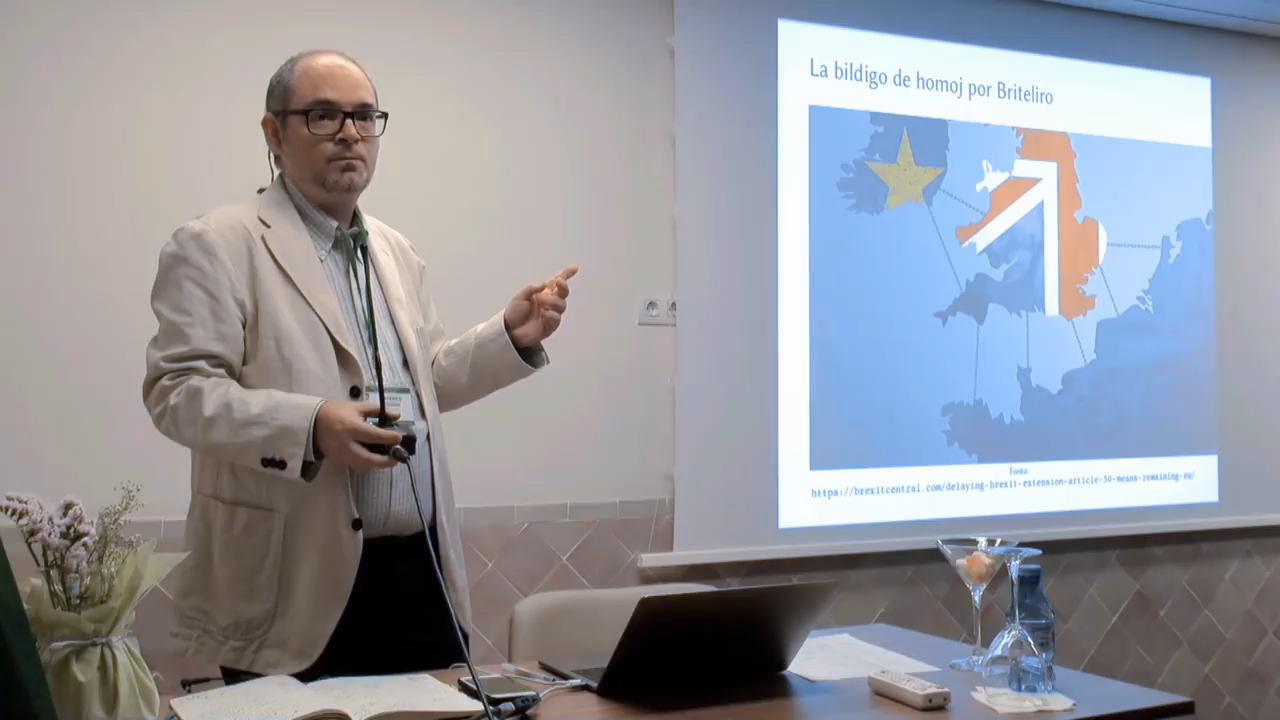 La bildigo de homoj por Briteliro
Fonto
https://brexitcentral.com/delaying-brexit-extension-article-50-means-remaining-eu/